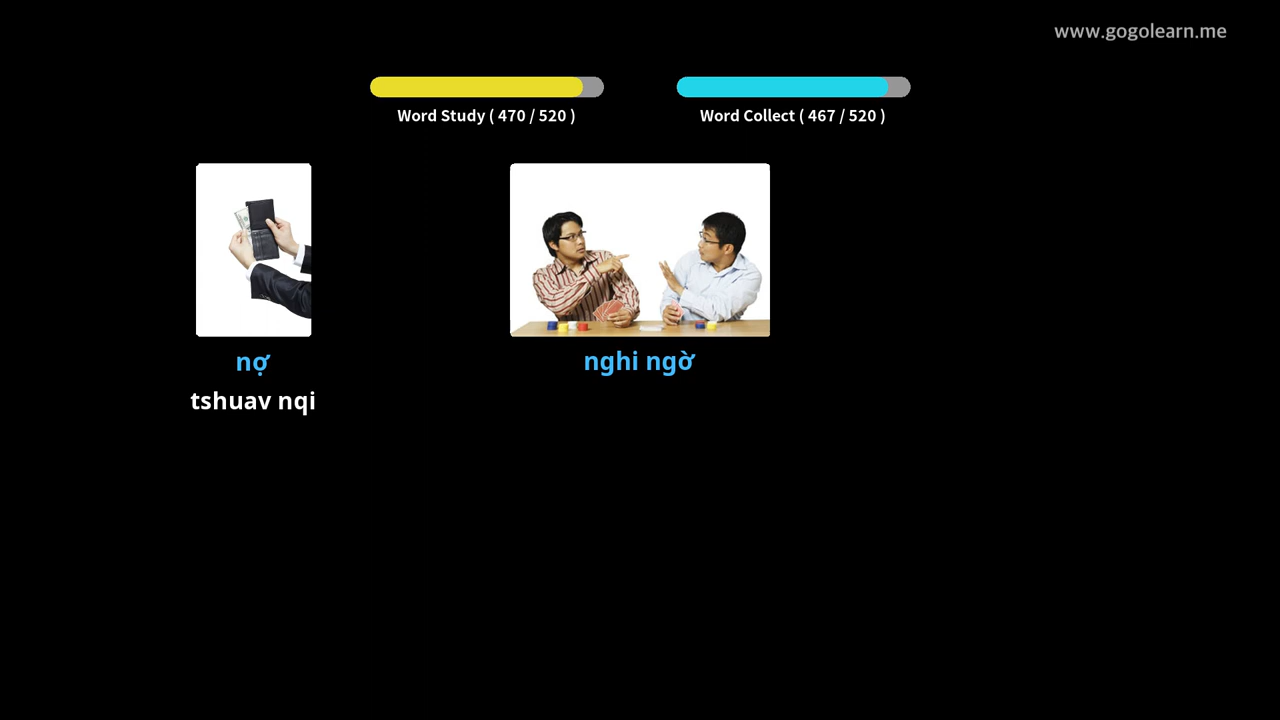 www.gogolearn.me
Word Study ( 470 / 520 )
Word Collect ( 467 / 520 )
nợ
nghi ngờ
tshuav nqi